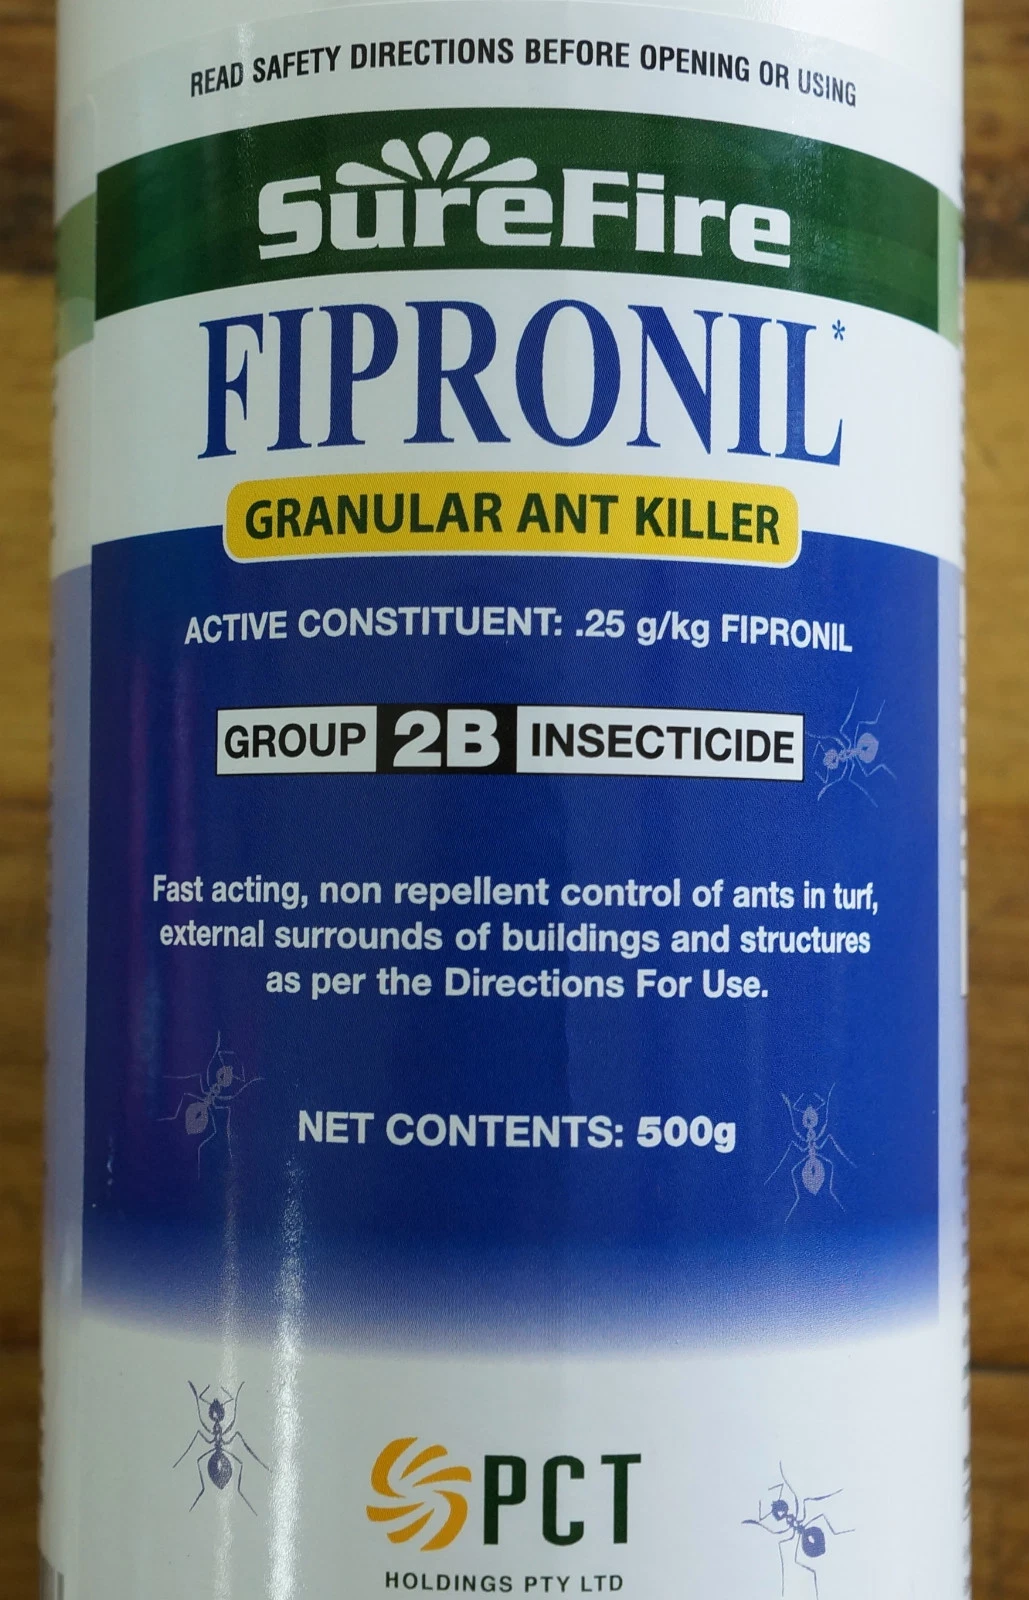 READ SAFETY DIRECTIONS BEFORE OPENING OR USING
SureFire
FIPRONIL*
GRANULAR ANT KILLER
ACTIVE CONSTITUENT: .25 g/kg FIPRONIL
GROUP 2B INSECTICIDE
Fast acting, non repellent control of ants in turf,
external surrounds of buildings and structures
as per the Directions For Use.
NET CONTENTS: 500g
PCT
HOLDINGS PTY LTD